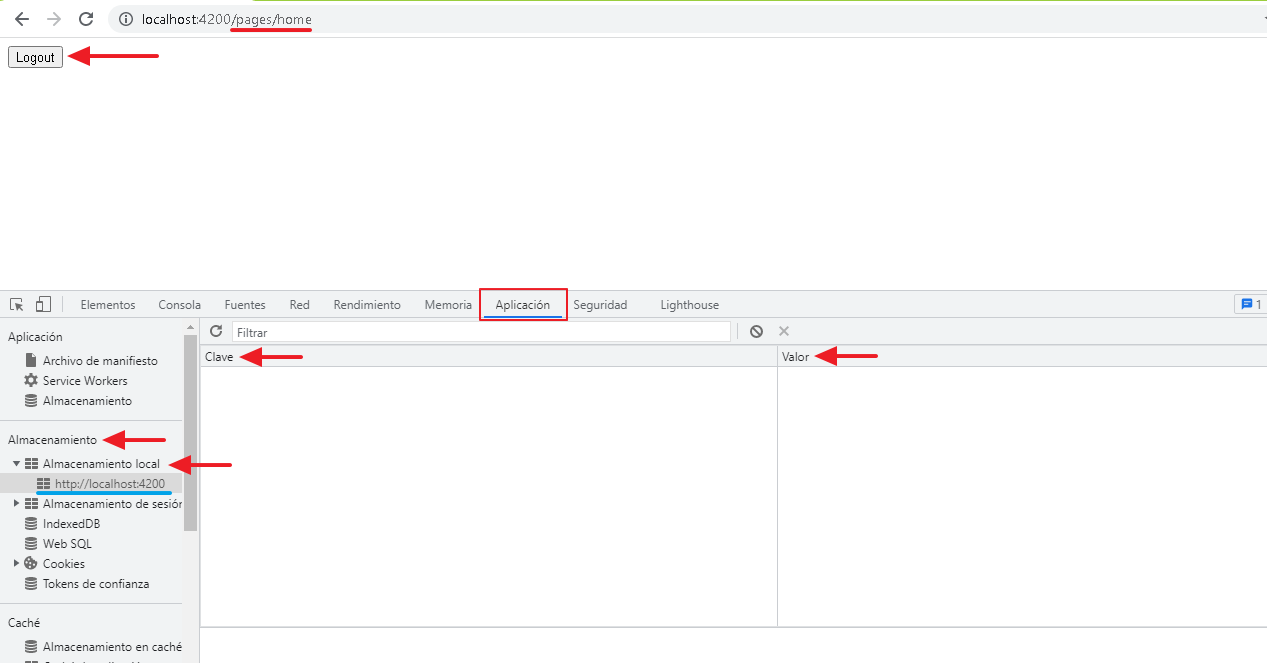 localhost:4200/pages/home
Logout
Elementos Consola Fuentes Red Rendimiento Memoria Aplicación Seguridad Lighthouse 1
Aplicación
Filtrar
Clave Valor
Archivo de manifiesto
Service Workers
Almacenamiento
Almacenamiento
Almacenamiento local
http://localhost:4200
Almacenamiento de sesión
IndexedDB
Web SQL
Cookies
Tokens de confianza
Caché
Almacenamiento en caché